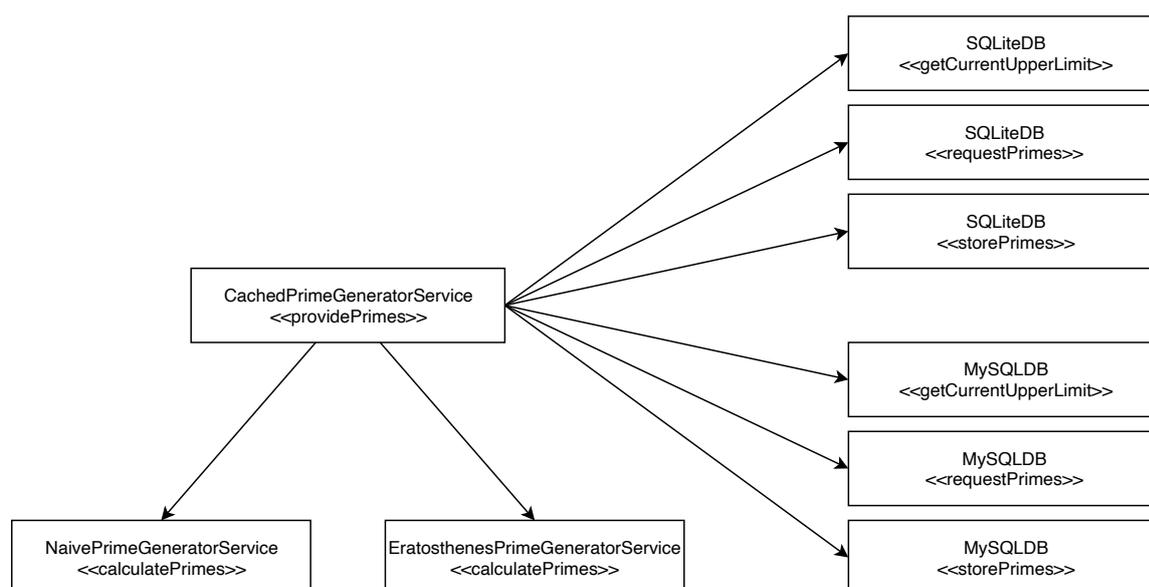 SQLiteDB
<<getCurrentUpperLimit>>
SQLiteDB
<<requestPrimes>>
SQLiteDB
<<storePrimes>>
CachedPrimeGeneratorService
<<providePrimes>>
MySQLDB
<<getCurrentUpperLimit>>
MySQLDB
<<requestPrimes>>
NaivePrimeGeneratorService
<<calculatePrimes>>
EratosthenesPrimeGeneratorService
<<calculatePrimes>>
MySQLDB
<<storePrimes>>